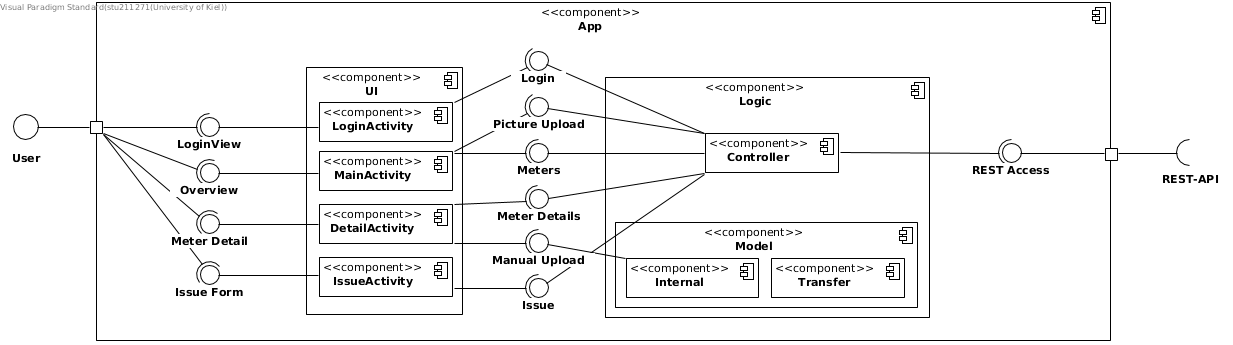 Visual Paradigm Standard(stu211271(University of Kiel))
<<component>>
App
<<component>>
UI
<<component>>
LoginActivity
<<component>>
MainActivity
<<component>>
DetailActivity
<<component>>
IssueActivity
User
LoginView
Overview
Meter Detail
Issue Form
Login
Picture Upload
Meters
Meter Details
Manual Upload
Issue
<<component>>
Logic
<<component>>
Controller
<<component>>
Model
<<component>>
Internal
<<component>>
Transfer
REST Access
REST-API